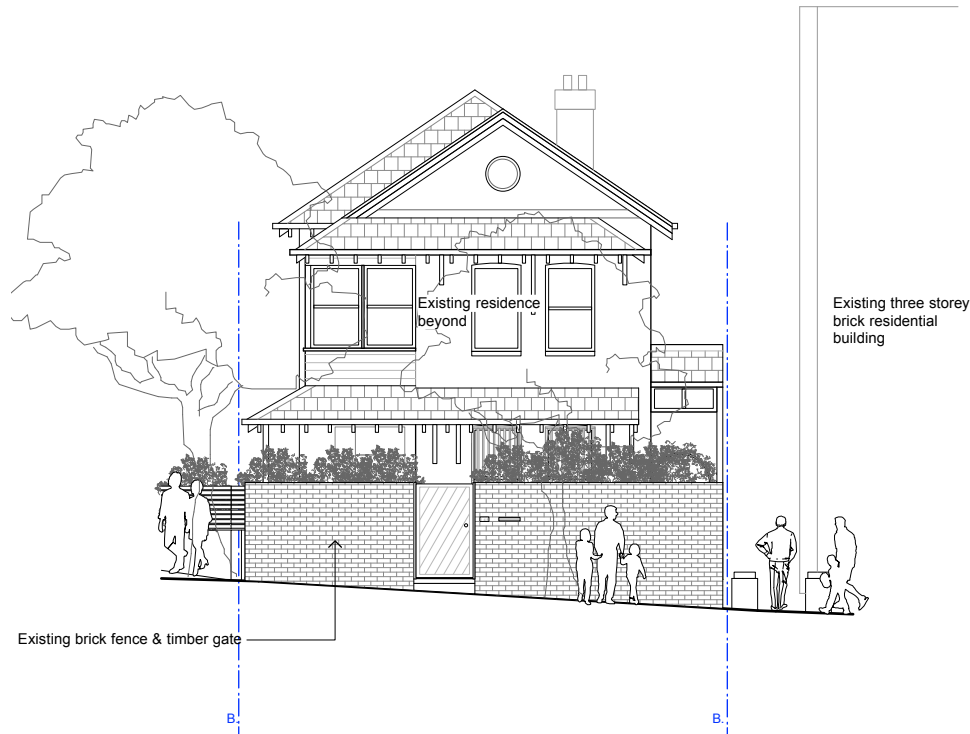 Existing residence
beyond
Existing three storey
brick residential
building
Existing brick fence & timber gate
B.
B.